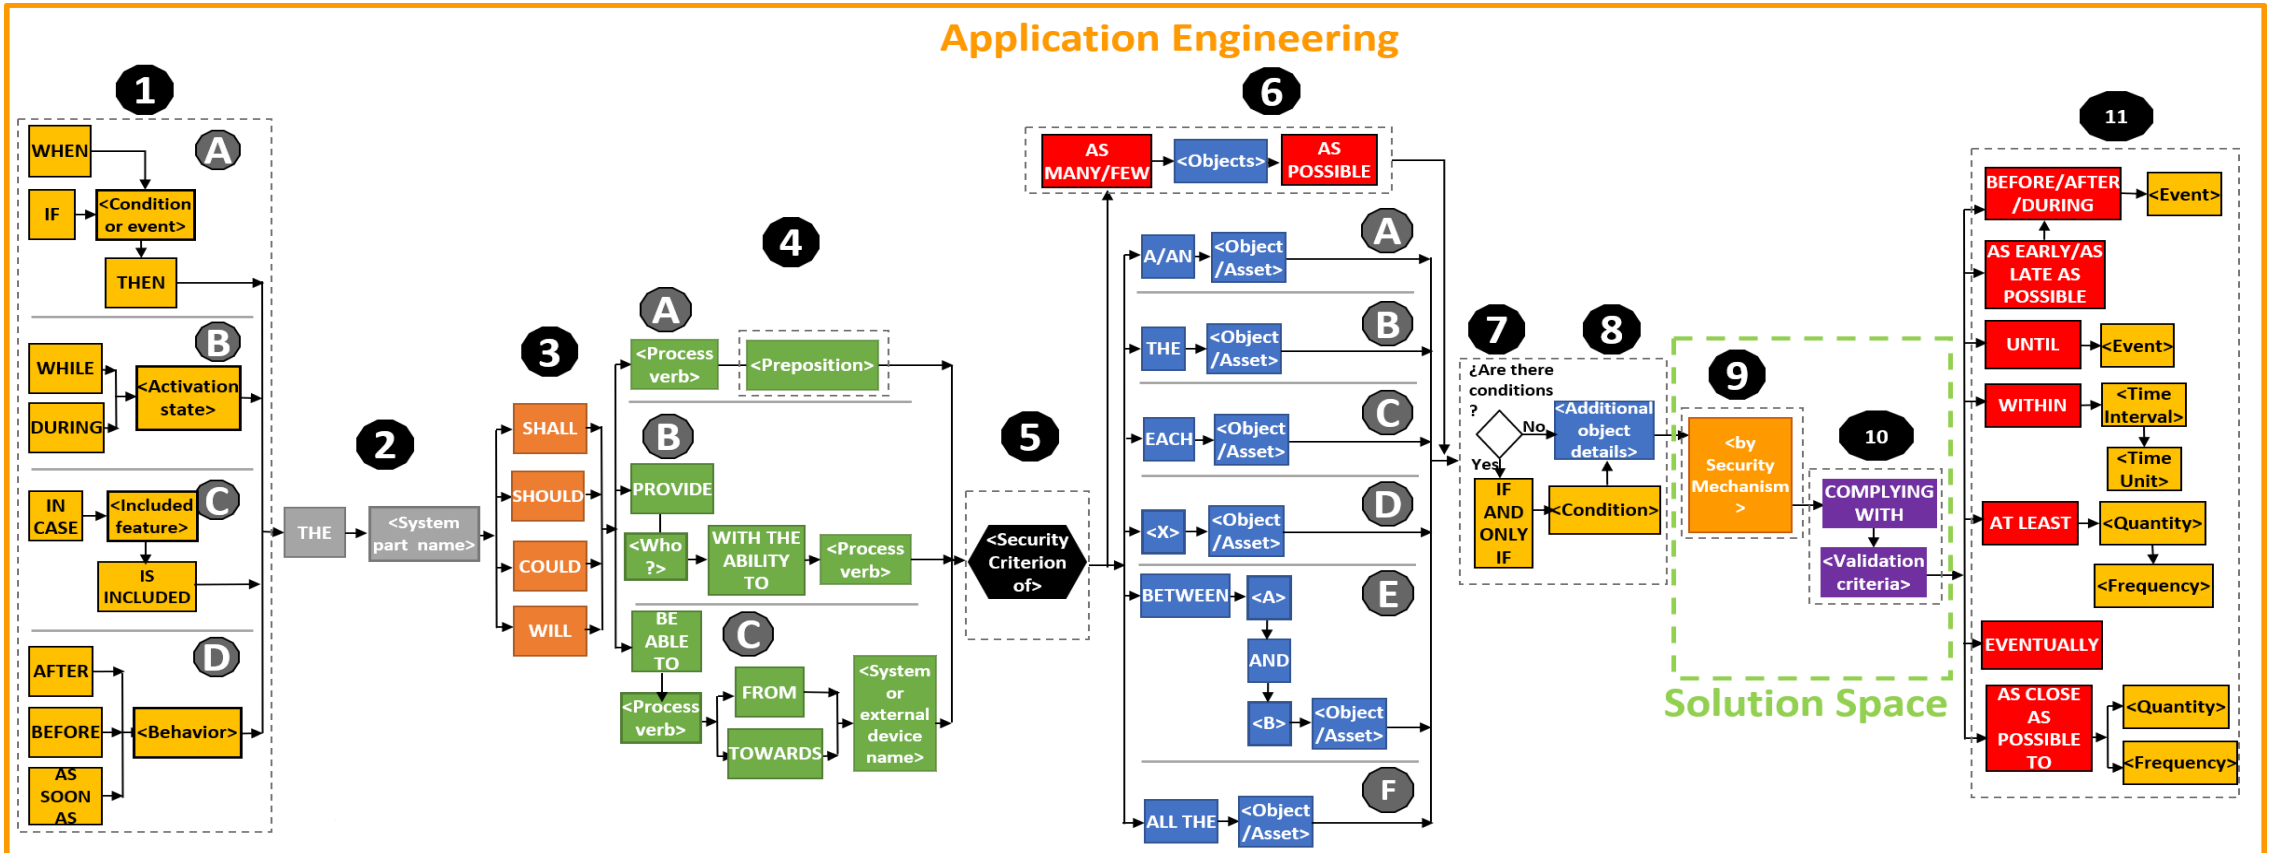 Application Engineering
1
A
WHEN
IF
<Condition
or event>
THEN
B
WHILE
DURING
<Activation
state>
C
IN
CASE
<Included
feature>
IS
INCLUDED
D
AFTER
BEFORE
AS
SOON
AS
<Behavior>
2
THE
<System
part name>
3
SHALL
SHOULD
COULD
WILL
4
A
<Process
verb>
<Preposition>
B
PROVIDE
<Who
?>
WITH THE
ABILITY
TO
<Process
verb>
C
BE
ABLE
TO
<Process
verb>
FROM
TOWARDS
<System
or
external
device
name>
5
<Security
Criterion
of>
6
AS
MANY/FEW
<Objects>
AS
POSSIBLE
A
A/AN
<Object
/Asset>
B
THE
<Object
/Asset>
C
EACH
<Object
/Asset>
D
<X>
<Object
/Asset>
E
BETWEEN
<A>
AND
<B>
<Object
/Asset>
F
ALL THE
<Object
/Asset>
7
¿Are there
conditions
?
No
Yes
IF
AND
ONLY
IF
8
<Additional
object
details>
<Condition>
9
<by
Security
Mechanism
>
10
COMPLYING
WITH
<Validation
criteria>
Solution Space
11
BEFORE/AFTER
/DURING
<Event>
AS EARLY/AS
LATE AS
POSSIBLE
UNTIL
<Event>
WITHIN
<Time
Interval>
<Time
Unit>
AT LEAST
<Quantity>
<Frequency>
EVENTUALLY
AS CLOSE
AS
POSSIBLE
TO
<Quantity>
<Frequency>